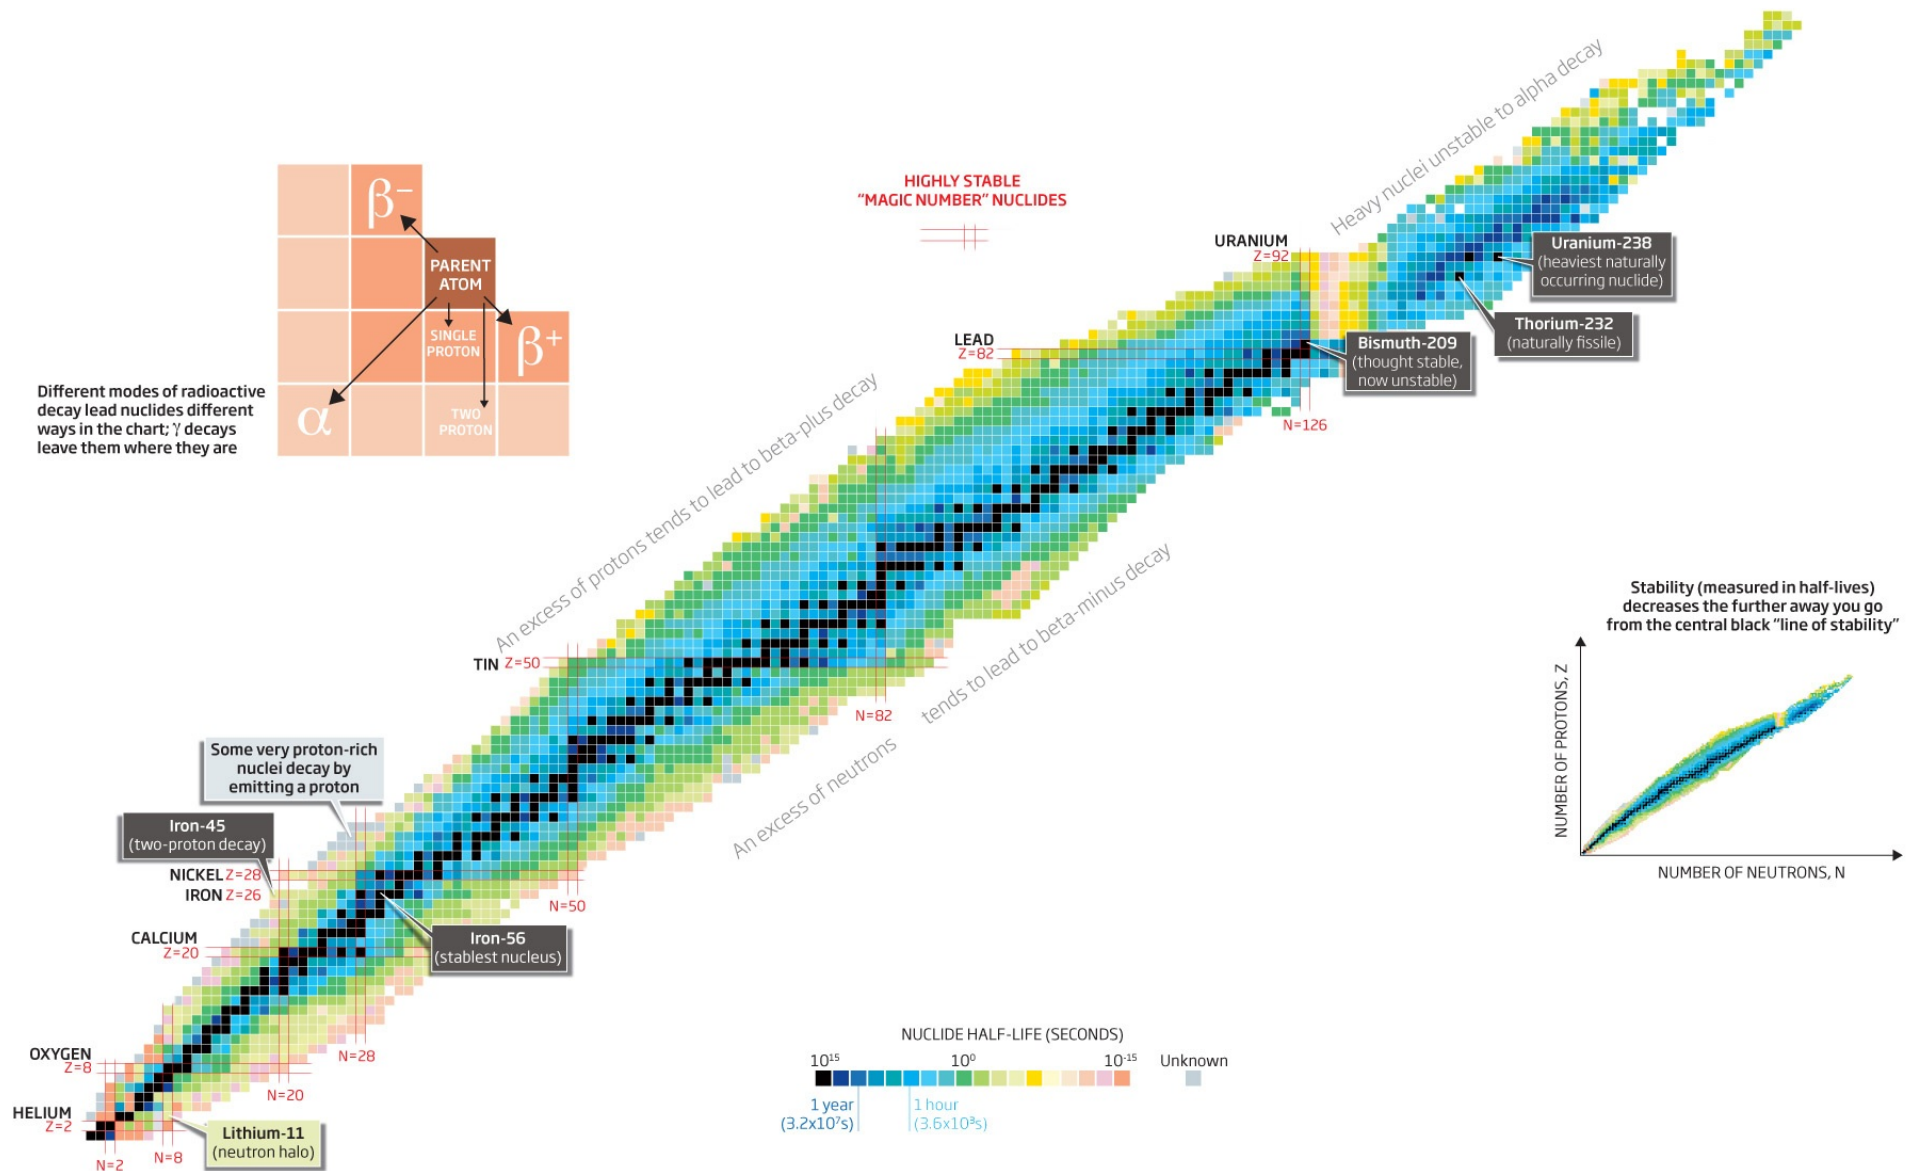 HIGHLY STABLE
"MAGIC NUMBER" NUCLIDES
β−
PARENT
ATOM
SINGLE
PROTON
β+
α
TWO
PROTON
Different modes of radioactive
decay lead nuclides different
ways in the chart; γ decays
leave them where they are
Heavy nuclei unstable to alpha decay
URANIUM
Z=92
Uranium-238
(heaviest naturally
occurring nuclide)
Thorium-232
(naturally fissile)
LEAD
Z=82
Bismuth-209
(thought stable,
now unstable)
N=126
An excess of protons tends to lead to beta-plus decay
TIN Z=50
N=82
An excess of neutrons tends to lead to beta-minus decay
Stability (measured in half-lives)
decreases the further away you go
from the central black "line of stability"
NUMBER OF PROTONS, Z
NUMBER OF NEUTRONS, N
Some very proton-rich
nuclei decay by
emitting a proton
Iron-45
(two-proton decay)
NICKEL Z=28
IRON Z=26
N=50
Iron-56
(stablest nucleus)
CALCIUM
Z=20
N=28
OXYGEN
Z=8
N=20
HELIUM
Z=2
Lithium-11
(neutron halo)
N=2
N=8
NUCLIDE HALF-LIFE (SECONDS)
10¹⁵ 10⁰ 10⁻¹⁵ Unknown
1 year
(3.2x10⁷s)
1 hour
(3.6x10³s)